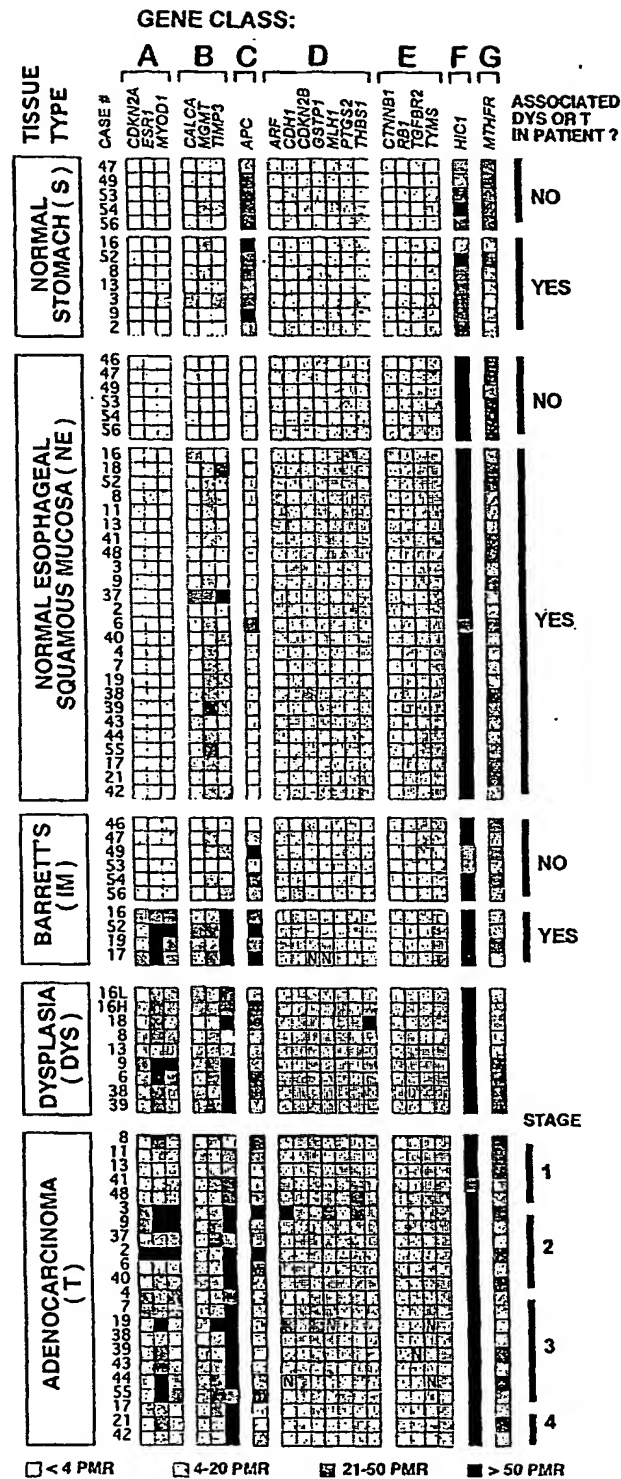 GENE CLASS:
A B C D E F G
TISSUE TYPE
CASE #
CDKN2A
ESR1
MYOD1
CALCA
MGMT
TIMP3
APC
ARF
CDH1
CDKN2B
GSTP1
MLH1
PTGS2
THBS1
CTNNB1
RB1
TGFBR2
TYMS
HIC1
MTHFR
ASSOCIATED
DYS OR T
IN PATIENT ?
NORMAL
STOMACH (S)
47
49
53
54
56
NO
16
52
8
13
3
9
2
YES
NORMAL ESOPHAGEAL
SQUAMOUS MUCOSA (NE)
46
47
49
53
54
56
NO
16
18
52
8
11
13
41
48
3
9
37
2
6
40
4
7
19
38
39
43
44
55
17
21
42
YES
BARRETT'S
(IM)
46
47
49
53
54
56
NO
16
52
19
17
N N
YES
DYSPLASIA
(DYS)
16L
16H
18
8
13
9
6
38
39
STAGE
ADENOCARCINOMA
(T)
8
11
13
41
48
1
3
9
37
2
6
40
2
4
7
19
N N
38
39
N
43
44
N N
55
3
17
21
42
4
< 4 PMR 4-20 PMR 21-50 PMR > 50 PMR